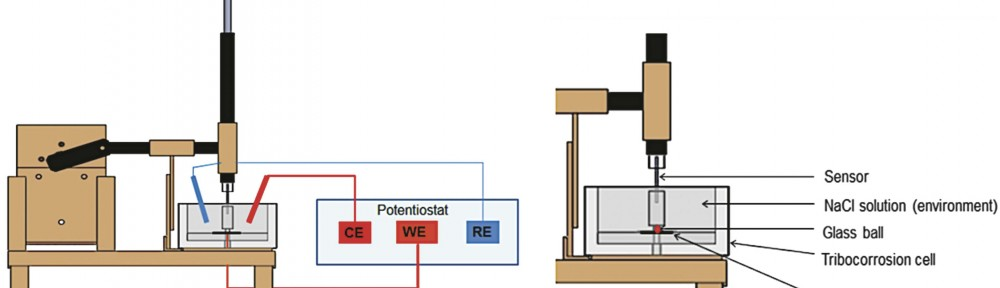 Potentiostat
CE
WE
RE
Sensor
NaCl solution (environment)
Glass ball
Tribocorrosion cell